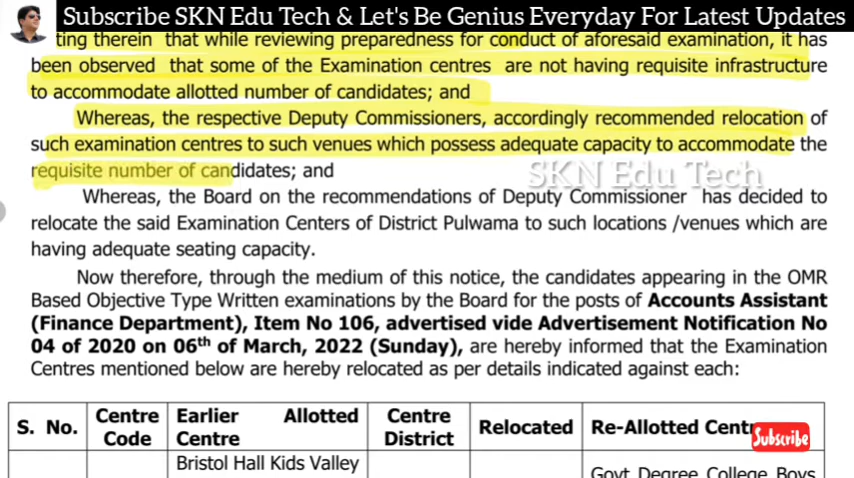 Subscribe SKN Edu Tech & Let's Be Genius Everyday For Latest Updates
ting therein that while reviewing preparedness for conduct of aforesaid examination, it has
been observed that some of the Examination centres are not having requisite infrastructure
to accommodate allotted number of candidates; and
Whereas, the respective Deputy Commissioners, accordingly recommended relocation of
such examination centres to such venues which possess adequate capacity to accommodate the
requisite number of candidates; and
SKN Edu Tech
Whereas, the Board on the recommendations of Deputy Commissioner has decided to
relocate the said Examination Centers of District Pulwama to such locations /venues which are
having adequate seating capacity.
Now therefore, through the medium of this notice, the candidates appearing in the OMR
Based Objective Type Written examinations by the Board for the posts of Accounts Assistant
(Finance Department), Item No 106, advertised vide Advertisement Notification No
04 of 2020 on 06th of March, 2022 (Sunday), are hereby informed that the Examination
Centres mentioned below are hereby relocated as per details indicated against each:
S. No. Centre Code Earlier Allotted Centre Centre District Relocated Re-Allotted
Subscribe
Bristol Hall Kids Valley
Govt Degree College Boys